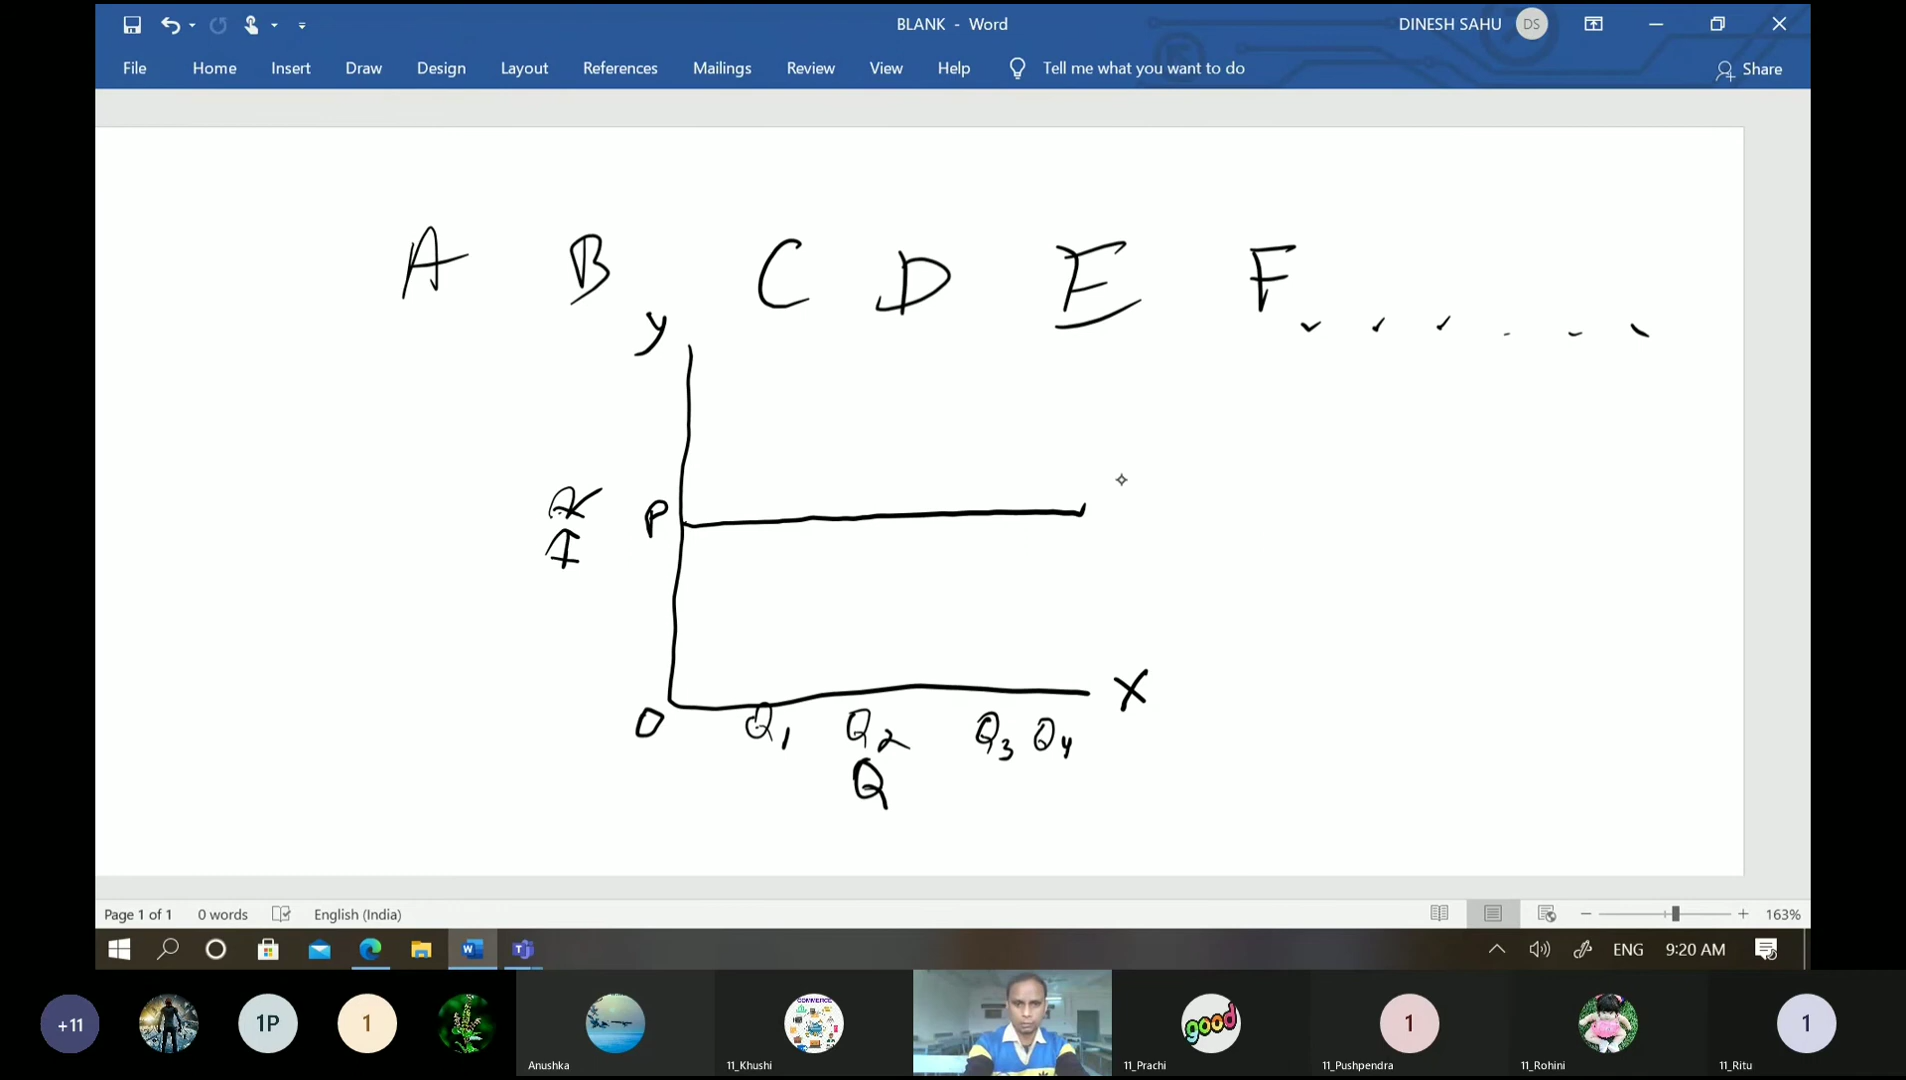 BLANK - Word
DINESH SAHU DS
File Home Insert Draw Design Layout References Mailings Review View Help Tell me what you want to do Share
A B C D E F
y
P
O X
Q1 Q2 Q3 Q4
Q
Page 1 of 1 0 words English (India) 163%
ENG 9:20 AM
+11 1P 1 COMMERCE good 1 1
Anushka 11_Khushi 11_Prachi 11_Pushpendra 11_Rohini 11_Ritu